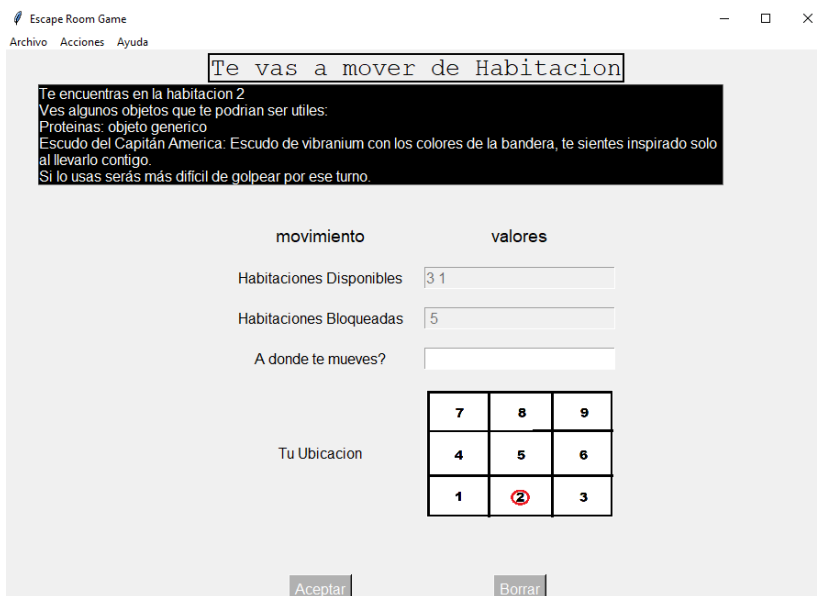 Escape Room Game
Archivo Acciones Ayuda
Te vas a mover de Habitacion
Te encuentras en la habitacion 2
Ves algunos objetos que te podrian ser utiles:
Proteinas: objeto generico
Escudo del Capitán America: Escudo de vibranium con los colores de la bandera, te sientes inspirado solo
al llevarlo contigo.
Si lo usas serás más difícil de golpear por ese turno.
movimiento valores
Habitaciones Disponibles 3 1
Habitaciones Bloqueadas 5
A donde te mueves?
7 8 9
Tu Ubicacion 4 5 6
1 2 3
Aceptar Borrar